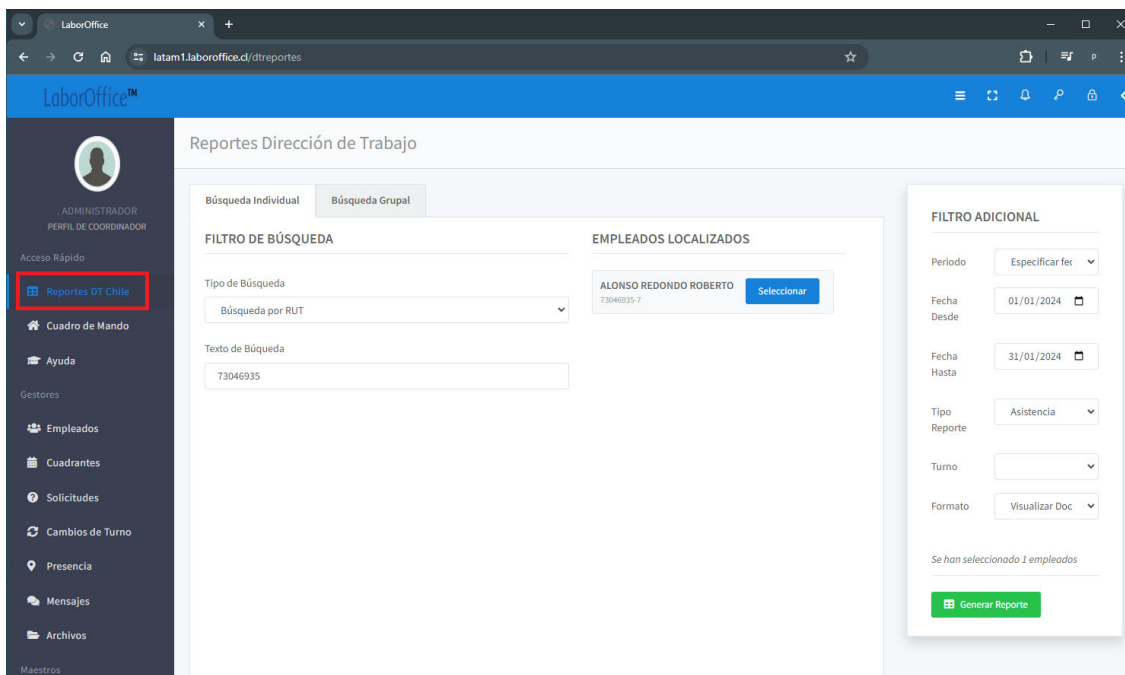 LaborOffice
latam1.laboroffice.cl/dtreportes
P
LaborOffice™
. ADMINISTRADOR
PERFIL DE COORDINADOR
Acceso Rápido
Reportes DT Chile
Cuadro de Mando
Ayuda
Gestores
Empleados
Cuadrantes
Solicitudes
Cambios de Turno
Presencia
Mensajes
Archivos
Maestros
Reportes Dirección de Trabajo
Búsqueda Individual
Búsqueda Grupal
FILTRO DE BÚSQUEDA
Tipo de Búsqueda
Búsqueda por RUT
Texto de Búqueda
73046935
EMPLEADOS LOCALIZADOS
ALONSO REDONDO ROBERTO
73046935-7
Seleccionar
FILTRO ADICIONAL
Periodo
Especificar fec
Fecha
Desde
01/01/2024
Fecha
Hasta
31/01/2024
Tipo
Reporte
Asistencia
Turno
Formato
Visualizar Doc
Se han seleccionado 1 empleados
Generar Reporte